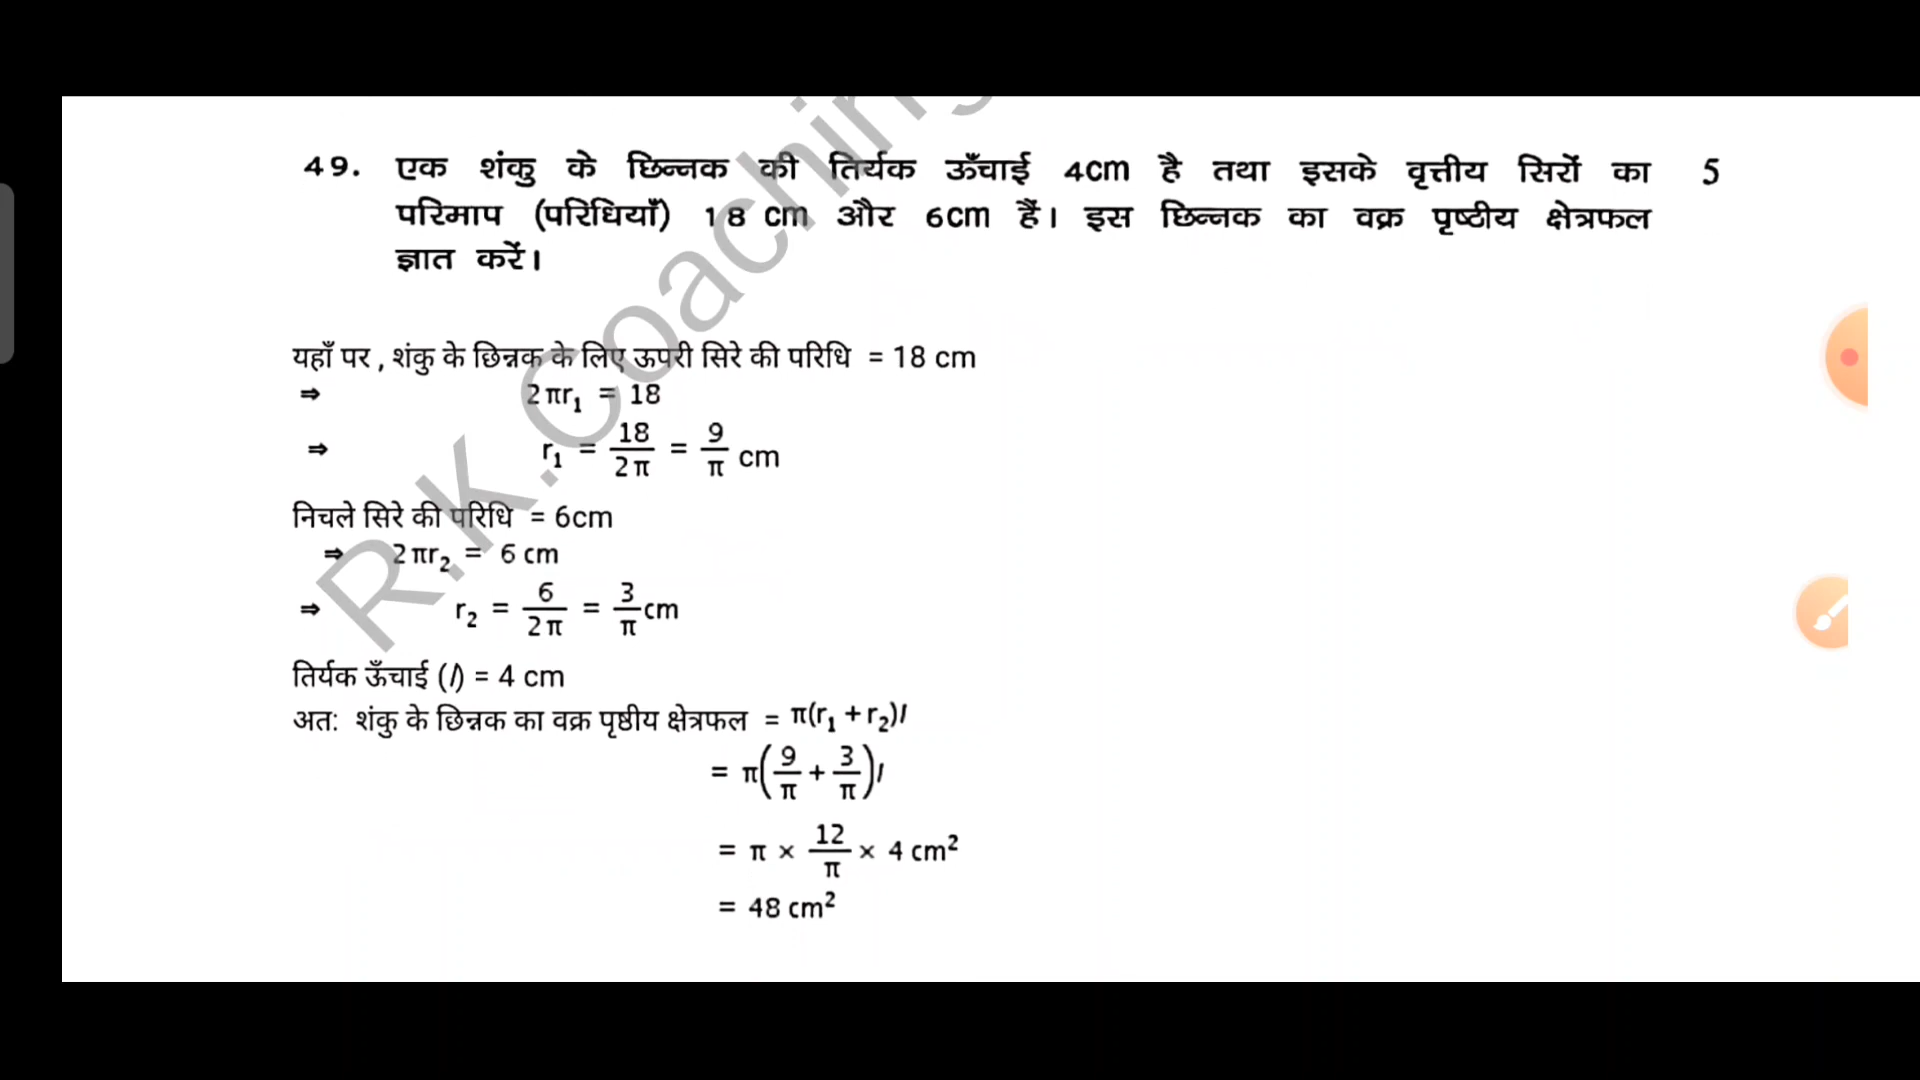 49. एक शंकु के छिन्नक की तिर्यक ऊँचाई 4cm है तथा इसके वृत्तीय सिरों का 5
परिमाप (परिधियाँ) 18 cm और 6cm हैं। इस छिन्नक का वक्र पृष्ठीय क्षेत्रफल
ज्ञात करें।
यहाँ पर , शंकु के छिन्नक के लिए ऊपरी सिरे की परिधि = 18 cm
⇒ 2πr₁ = 18
⇒ r₁ = 18/2π = 9/π cm
निचले सिरे की परिधि = 6cm
⇒ 2πr₂ = 6 cm
⇒ r₂ = 6/2π = 3/π cm
तिर्यक ऊँचाई (l) = 4 cm
अत: शंकु के छिन्नक का वक्र पृष्ठीय क्षेत्रफल = π(r₁ + r₂)l
= π(9/π + 3/π)l
= π × 12/π × 4 cm²
= 48 cm²
R.K.Coaching